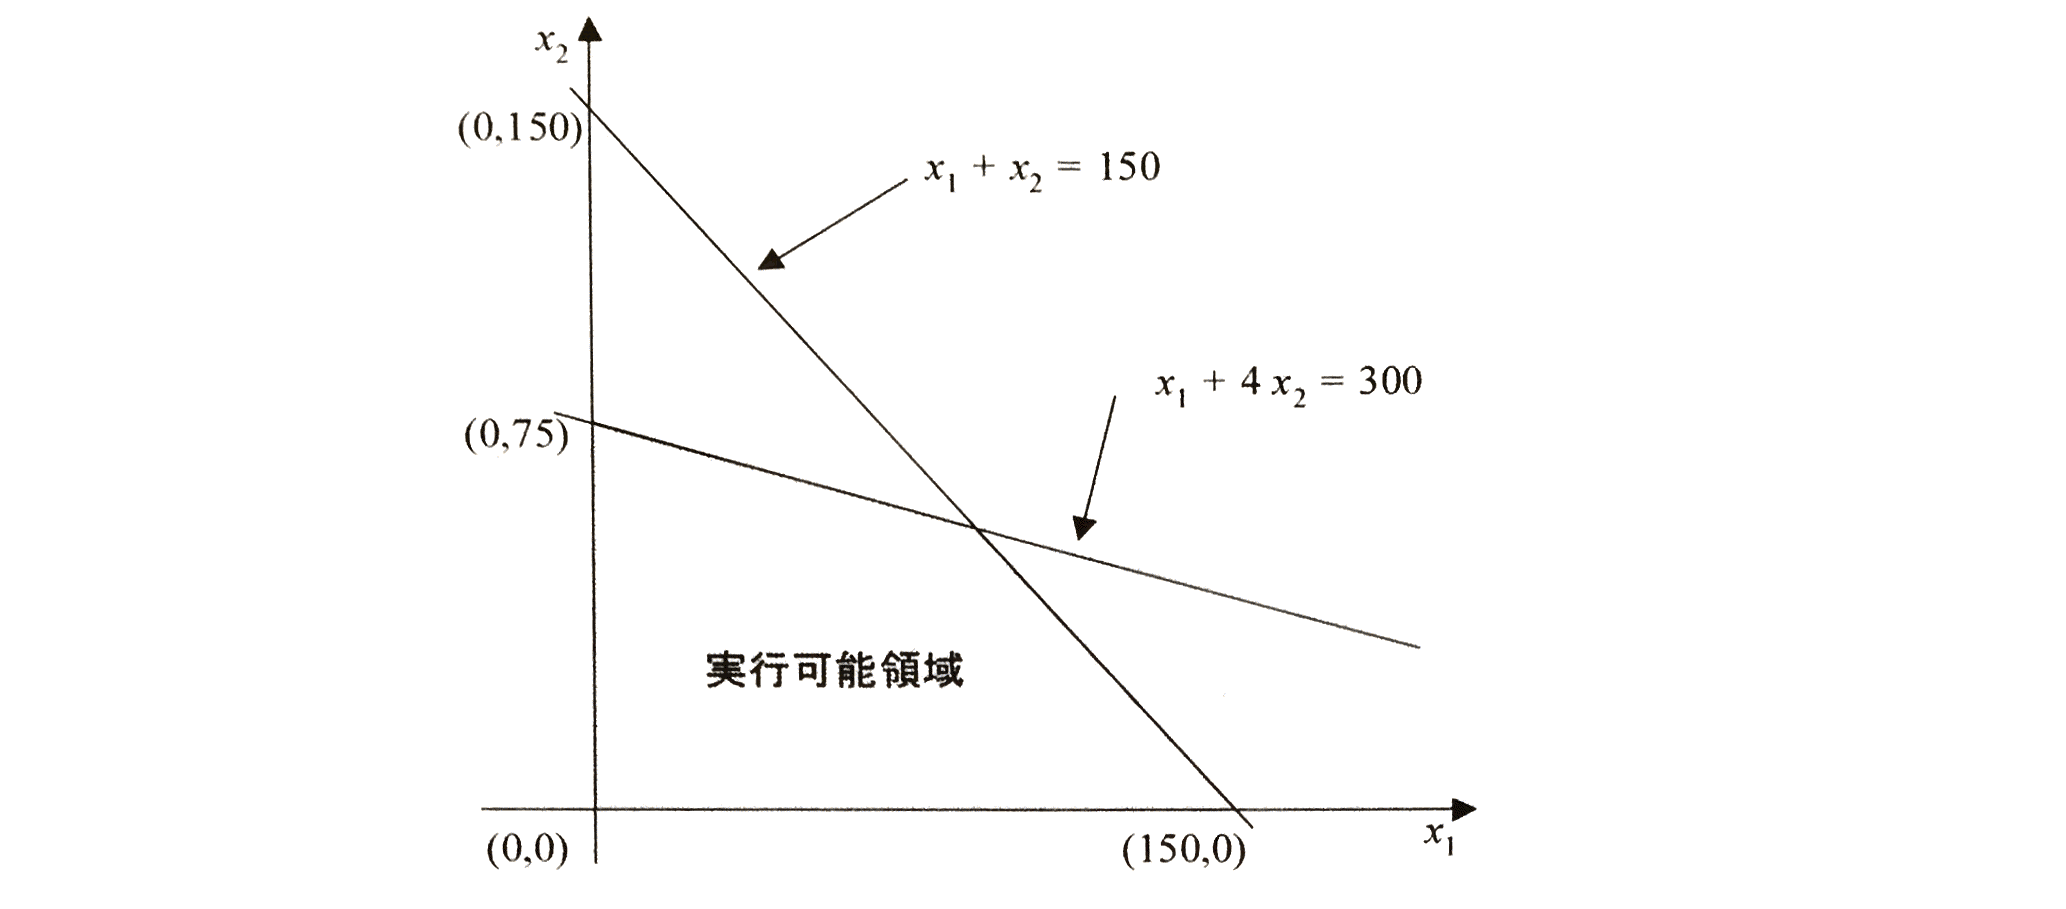 x₂
(0,150)
x₁ + x₂ = 150
x₁ + 4 x₂ = 300
(0,75)
実行可能領域
(0,0)
(150,0)
x₁